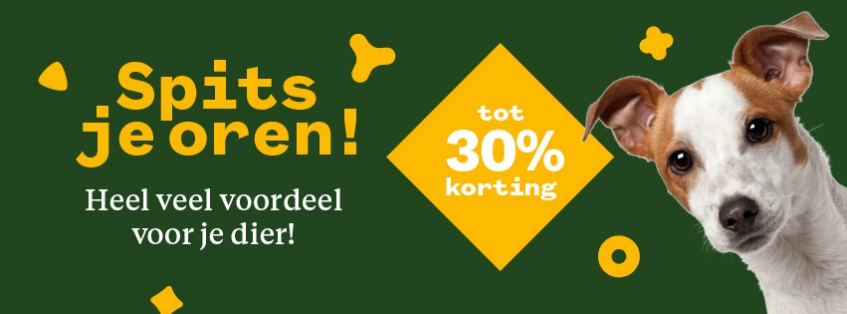 Spits
je oren!
Heel veel voordeel
voor je dier!
tot
30%
korting